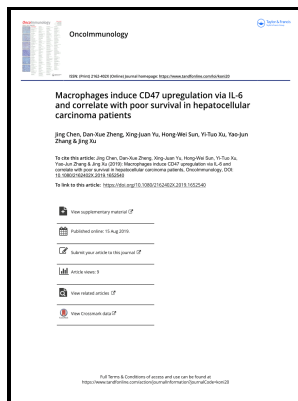 OncoImmunology
Taylor & Francis
ISSN: (Print) 2162-402X (Online) Journal homepage: https://www.tandfonline.com/loi/koni20
Macrophages induce CD47 upregulation via IL-6
and correlate with poor survival in hepatocellular
carcinoma patients
Jing Chen, Dan-Xue Zheng, Xing-Juan Yu, Hong-Wei Sun, Yi-Tuo Xu, Yao-Jun
Zhang & Jing Xu
To cite this article: Jing Chen, Dan-Xue Zheng, Xing-Juan Yu, Hong-Wei Sun, Yi-Tuo Xu,
Yao-Jun Zhang & Jing Xu (2019): Macrophages induce CD47 upregulation via IL-6 and
correlate with poor survival in hepatocellular carcinoma patients, OncoImmunology, DOI:
10.1080/2162402X.2019.1652540
To link to this article: https://doi.org/10.1080/2162402X.2019.1652540
View supplementary material
Published online: 15 Aug 2019.
Submit your article to this journal
Article views: 6
View related articles
View Crossmark data
Full Terms & Conditions of access and use can be found at
https://www.tandfonline.com/action/journalInformation?journalCode=koni20